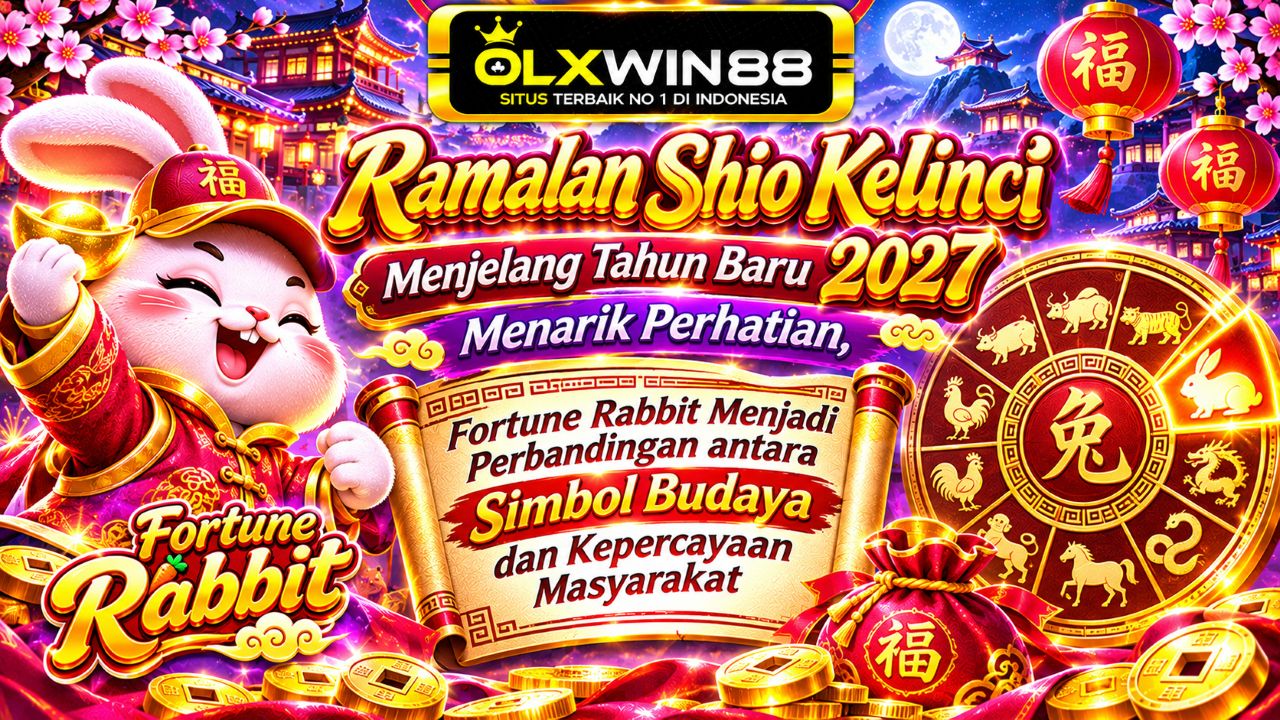 OLXWIN88
SITUS TERBAIK NO 1 DI INDONESIA
Ramalan Shio Kelinci
Menjelang Tahun Baru 2027
Menarik Perhatian,
Fortune Rabbit Menjadi
Perbandingan antara
Simbol Budaya
dan Kepercayaan
Masyarakat
Fortune
Rabbit
福
福
福
兔
福